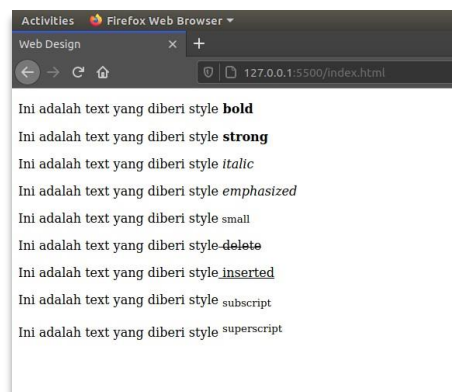 Activities Firefox Web Browser
Web Design × +
127.0.0.1:5500/index.html
Ini adalah text yang diberi style bold
Ini adalah text yang diberi style strong
Ini adalah text yang diberi style italic
Ini adalah text yang diberi style emphasized
Ini adalah text yang diberi style small
Ini adalah text yang diberi style delete
Ini adalah text yang diberi style inserted
Ini adalah text yang diberi style subscript
Ini adalah text yang diberi style superscript